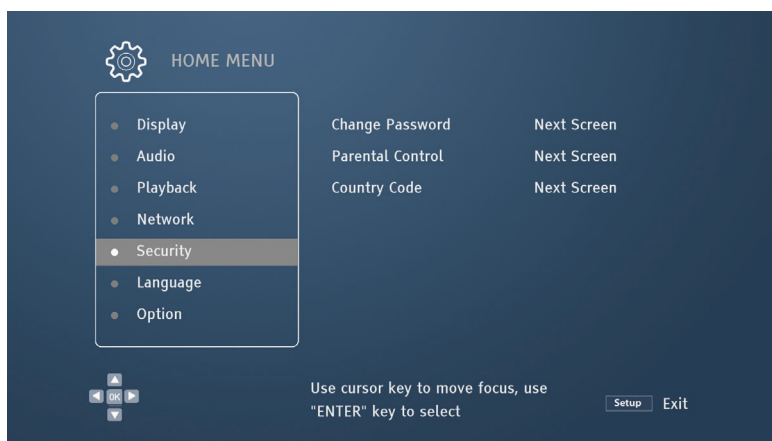 HOME MENU
Display
Audio
Playback
Network
Security
Language
Option
Change Password Next Screen
Parental Control Next Screen
Country Code Next Screen
OK
Use cursor key to move focus, use
"ENTER" key to select
Setup Exit